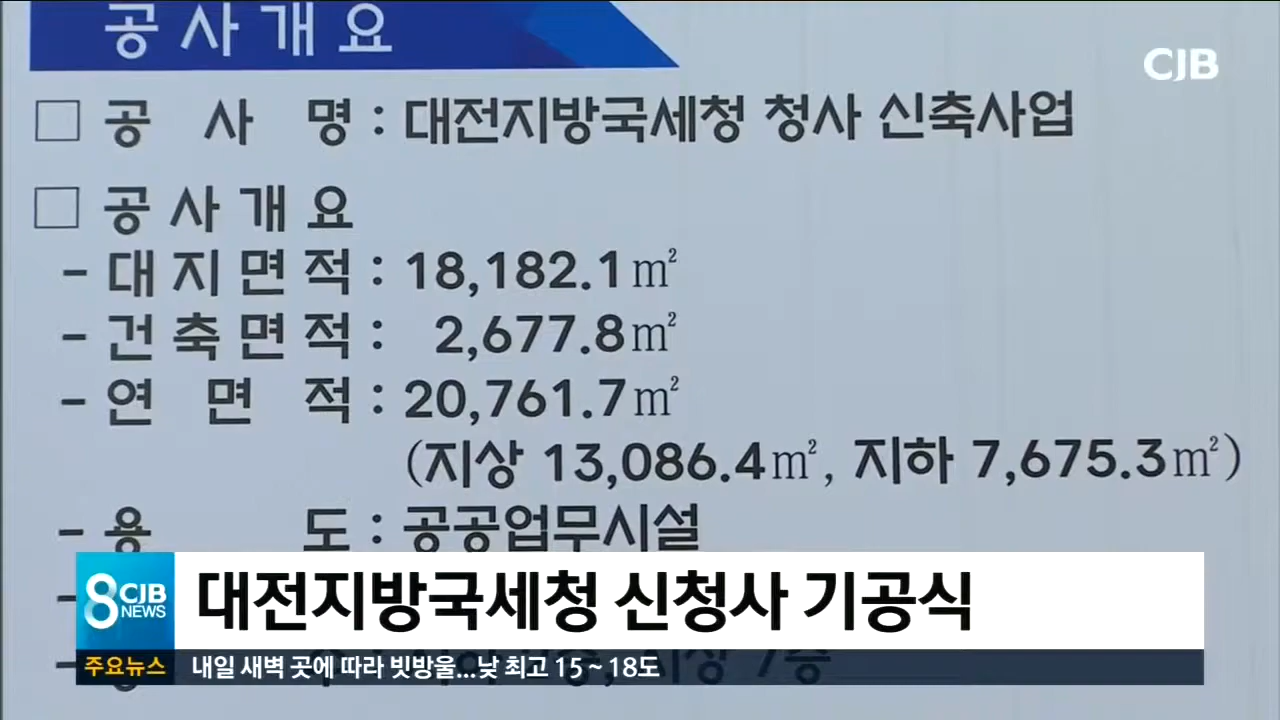 공사개요
CJB
□ 공 사 명 : 대전지방국세청 청사 신축사업
□ 공사개요
- 대지면적 : 18,182.1㎡
- 건축면적 : 2,677.8㎡
- 연 면 적 : 20,761.7㎡
(지상 13,086.4㎡, 지하 7,675.3㎡)
- 용 도 : 공공업무시설
8 CJB NEWS 대전지방국세청 신청사 기공식
주요뉴스 내일 새벽 곳에 따라 빗방울...낮 최고 15~18도